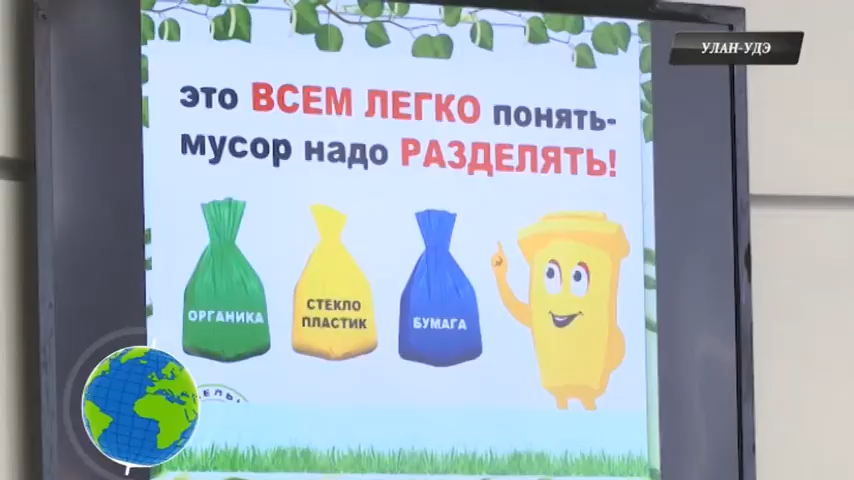 УЛАН-УДЭ
это ВСЕМ ЛЕГКО понять-
мусор надо РАЗДЕЛЯТЬ!
ОРГАНИКА
СТЕКЛО
ПЛАСТИК
БУМАГА